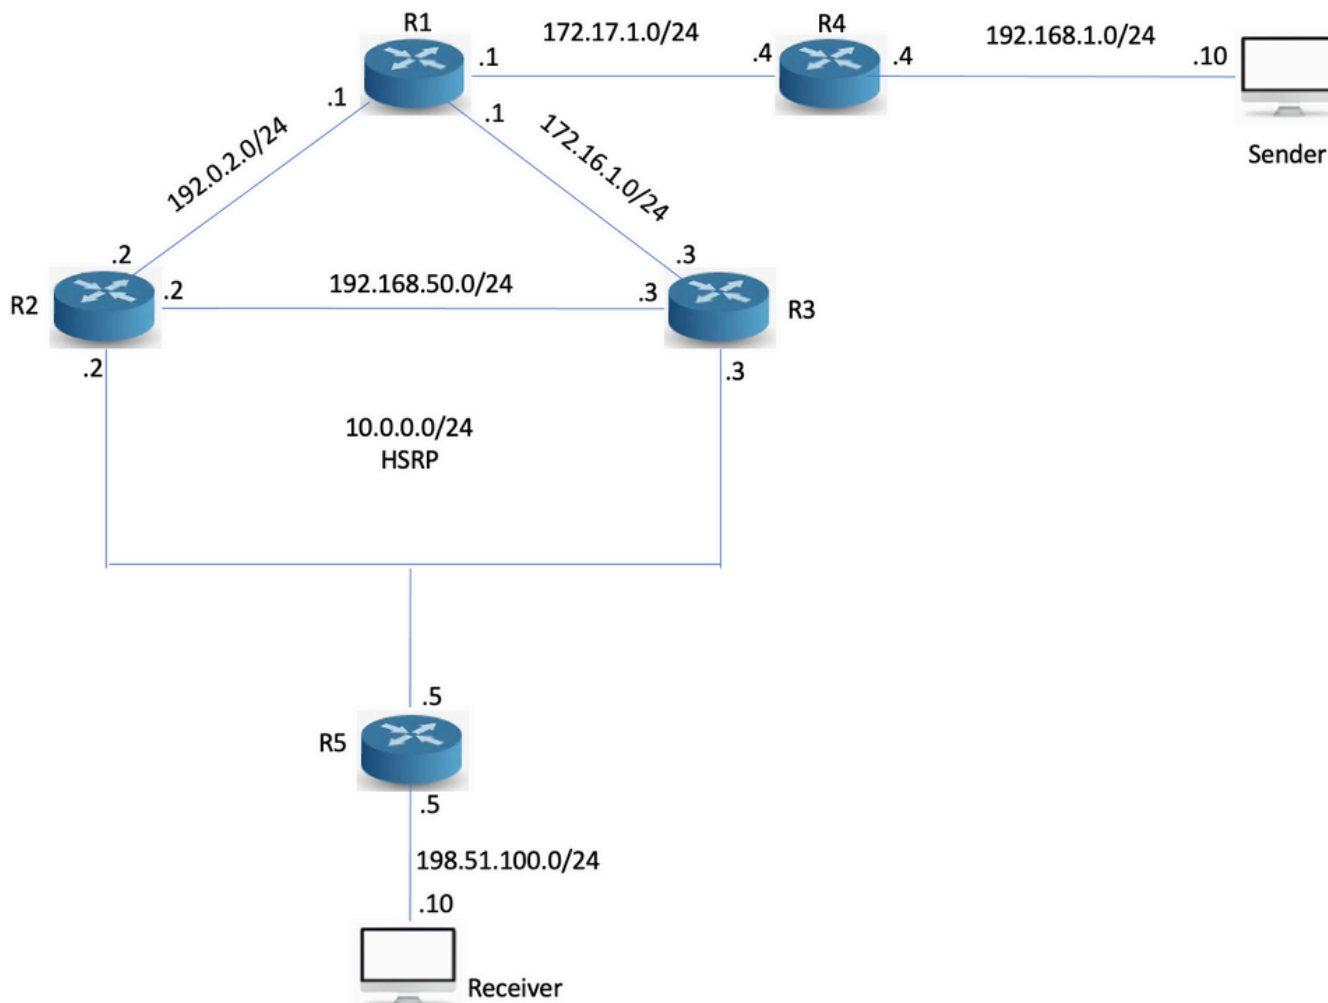 R1
172.17.1.0/24
R4
192.168.1.0/24
.1
.4
.4
.10
.1
.1
192.0.2.0/24
172.16.1.0/24
Sender
.2
.3
R2
.2
192.168.50.0/24
.3
R3
.2
.3
10.0.0.0/24
HSRP
.5
R5
.5
198.51.100.0/24
.10
Receiver